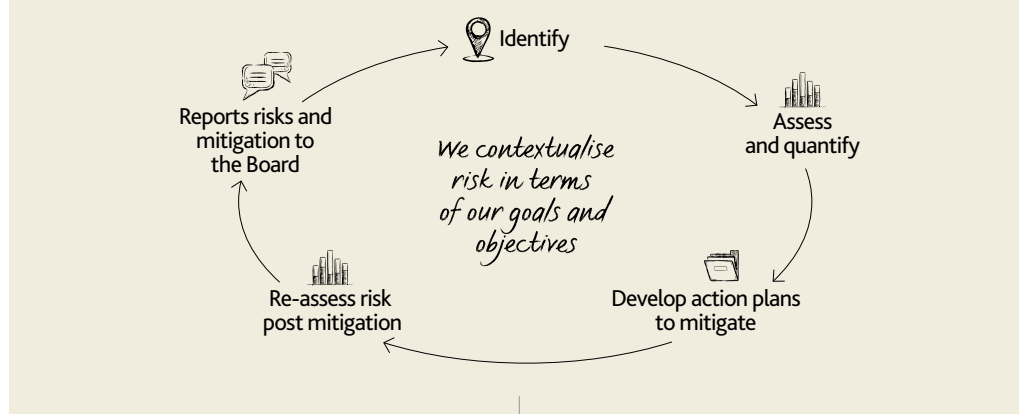 Identify
Assess
and quantify
Develop action plans
to mitigate
Re-assess risk
post mitigation
Reports risks and
mitigation to
the Board
We contextualise
risk in terms
of our goals and
objectives